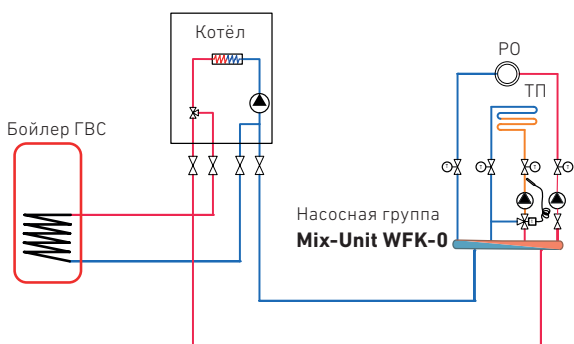 Котёл
РО
ТП
Бойлер ГВС
Насосная группа
Mix-Unit WFK-0
T
T
T
T